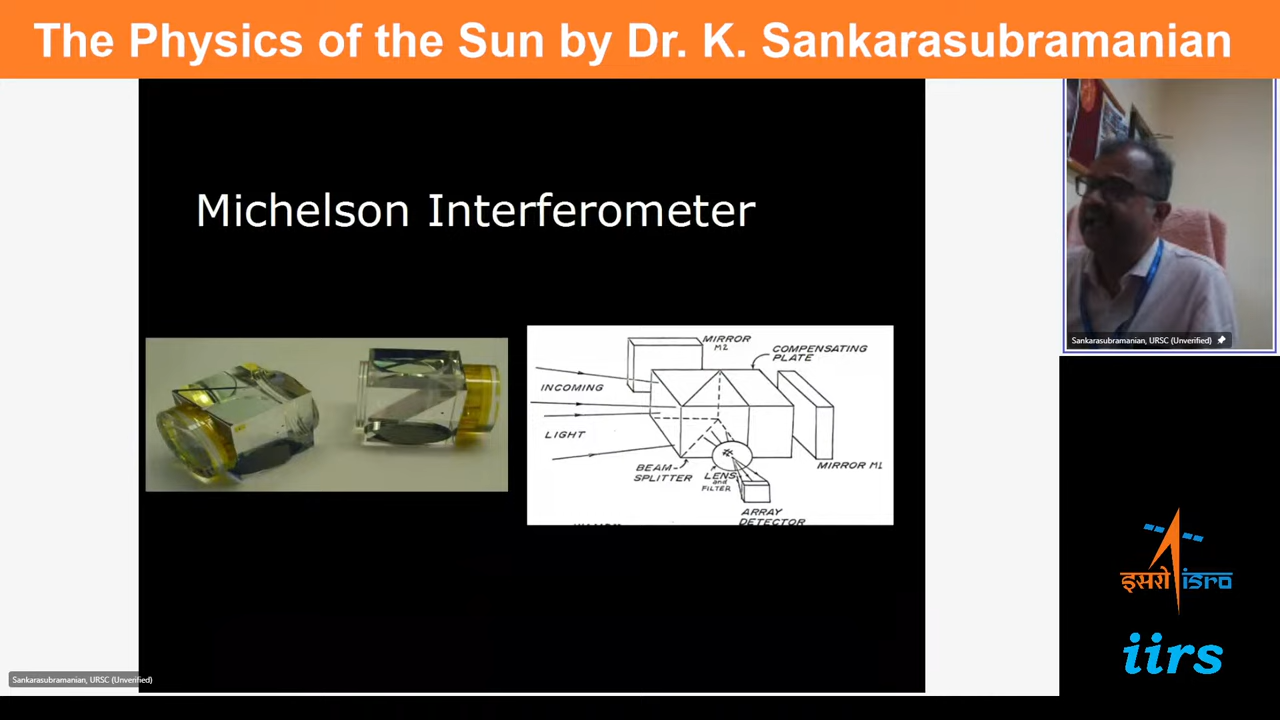 The Physics of the Sun by Dr. K. Sankarasubramanian
Michelson Interferometer
MIRROR
M2
COMPENSATING
PLATE
INCOMING
LIGHT
BEAM-
SPLITTER
LENS
and
FILTER
MIRROR M1
ARRAY
DETECTOR
Sankarasubramanian, URSC (Unverified)
इसरो isro
iirs
Sankarasubramanian, URSC (Unverified)